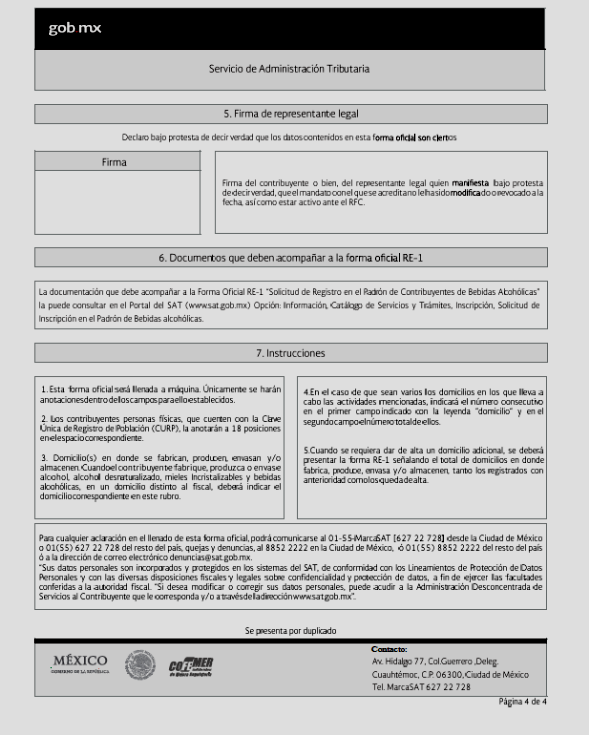 gob mx
Servicio de Administración Tributaria
5. Firma de representante legal
Declaro bajo protesta de decir verdad que los datos contenidos en esta forma oficial son ciertos
Firma
Firma del contribuyente o bien, del representante legal quien manifiesta bajo protesta
de decir verdad, que el mandato con el que se acredita no le ha sido modificado o revocado a la
fecha, así como estar activo ante el RFC.
6. Documentos que deben acompañar a la forma oficial RE-1
La documentación que debe acompañar a la Forma Oficial RE-1 "Solicitud de Registro en el Padrón de Contribuyentes de Bebidas Alcohólicas"
la puede consultar en el Portal del SAT (www.sat.gob.mx) Opción: Información, Catálogo de Servicios y Trámites, Inscripción, Solicitud de
Inscripción en el Padrón de Bebidas alcohólicas.
7. Instrucciones
1. Esta forma oficial será llenada a máquina. Únicamente se harán
anotaciones dentro de los campos para ello establecidos.
2. Los contribuyentes personas físicas, que cuenten con la Clave
Única de Registro de Población (CURP), la anotarán a 18 posiciones
en el espacio correspondiente.
3. Domicilio(s) en donde se fabrican, producen, envasan y/o
almacenen. Cuando el contribuyente fabrique, produzca o envase
alcohol, alcohol desnaturalizado, mieles Incristalizables y bebidas
alcohólicas, en un domicilio distinto al fiscal, deberá indicar el
domicilio correspondiente en este rubro.
4.En el caso de que sean varios los domicilios en los que lleva a
cabo las actividades mencionadas, indicará el número consecutivo
en el primer campo indicado con la leyenda "domicilio" y en el
segundo campo el número total de ellos.
5.Cuando se requiera dar de alta un domicilio adicional, se deberá
presentar la forma RE-1 señalando el total de domicilios en donde
fabrica, produce, envasa y/o almacenen, tanto los registrados con
anterioridad como los que da de alta.
Para cualquier aclaración en el llenado de esta forma oficial, podrá comunicarse al 01-55-MarcaSAT [627 22 728] desde la Ciudad de México
o 01(55) 627 22 728 del resto del país, quejas y denuncias, al 8852 2222 en la Ciudad de México, ó 01(55) 8852 2222 del resto del país
ó a la dirección de correo electrónico denuncias@sat.gob.mx.
"Sus datos personales son incorporados y protegidos en los sistemas del SAT, de conformidad con los Lineamientos de Protección de Datos
Personales y con las diversas disposiciones fiscales y legales sobre confidencialidad y protección de datos, a fin de ejercer las facultades
conferidas a la autoridad fiscal. "Si desea modificar o corregir sus datos personales, puede acudir a la Administración Desconcentrada de
Servicios al Contribuyente que le corresponda y/o a través de la dirección www.sat.gob.mx".
Se presenta por duplicado
MÉXICO
GOBIERNO DE LA REPÚBLICA
COFEMER
Contacto:
Av. Hidalgo 77, Col.Guerrero ,Deleg.
Cuauhtémoc, C.P. 06300, Ciudad de México
Tel. MarcaSAT 627 22 728
Página 4 de 4